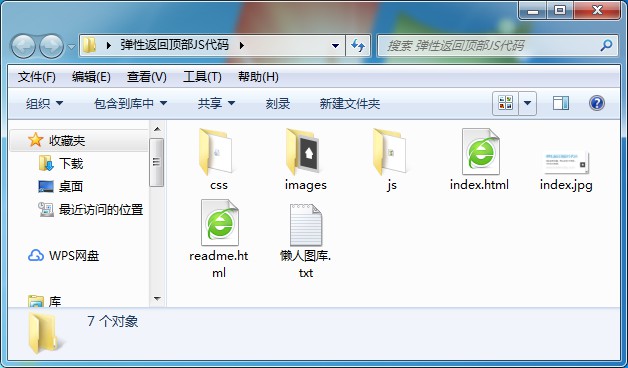 弹性返回顶部JS代码
搜索 弹性返回顶部JS代码
文件(F) 编辑(E) 查看(V) 工具(T) 帮助(H)
组织 包含到库中 共享 刻录 新建文件夹
收藏夹
下载
桌面
最近访问的位置
WPS网盘
库
css images js index.html index.jpg
readme.ht
ml
懒人图库.
txt
7 个对象